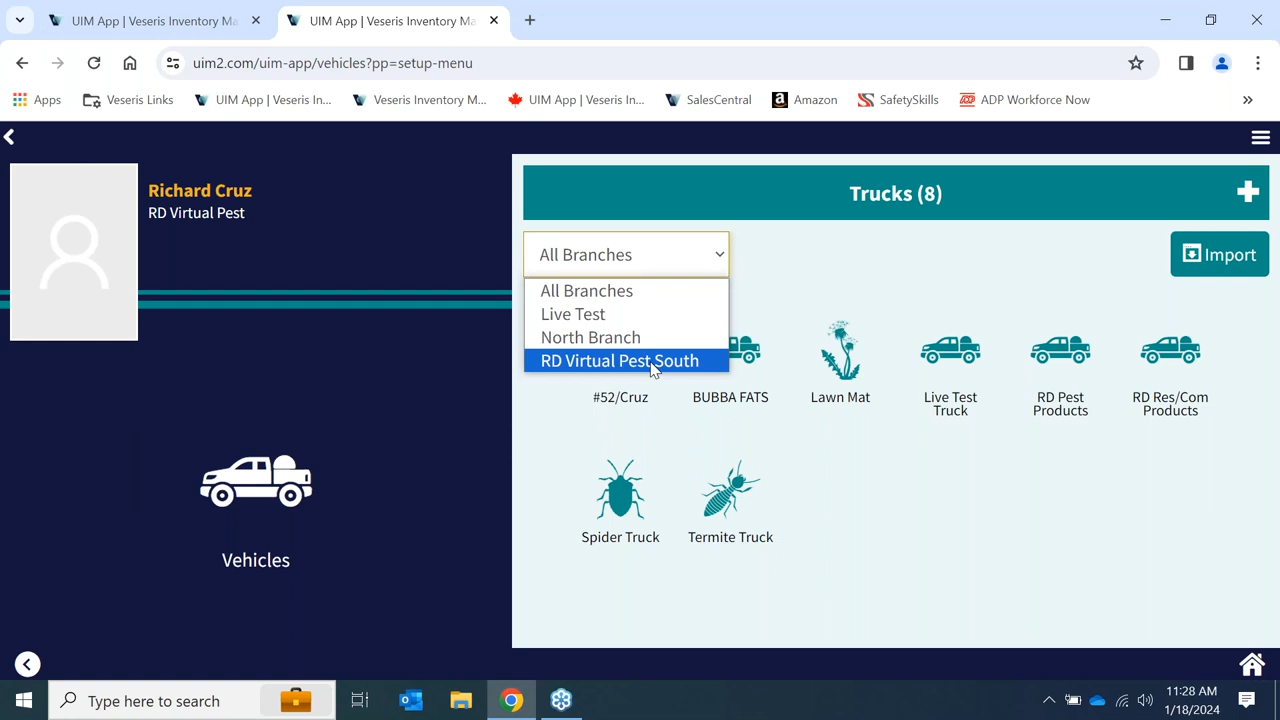 UIM App | Veseris Inventory Ma
UIM App | Veseris Inventory Ma
uim2.com/uim-app/vehicles?pp=setup-menu
Apps
Veseris Links
UIM App | Veseris In...
Veseris Inventory M...
UIM App | Veseris In...
SalesCentral
Amazon
SafetySkills
ADP Workforce Now
Richard Cruz
RD Virtual Pest
Trucks (8)
All Branches
Import
All Branches
Live Test
North Branch
RD Virtual Pest South
#52/Cruz
BUBBA FATS
Lawn Mat
Live Test
Truck
RD Pest
Products
RD Res/Com
Products
Spider Truck
Termite Truck
Vehicles
Type here to search
11:28 AM
1/18/2024